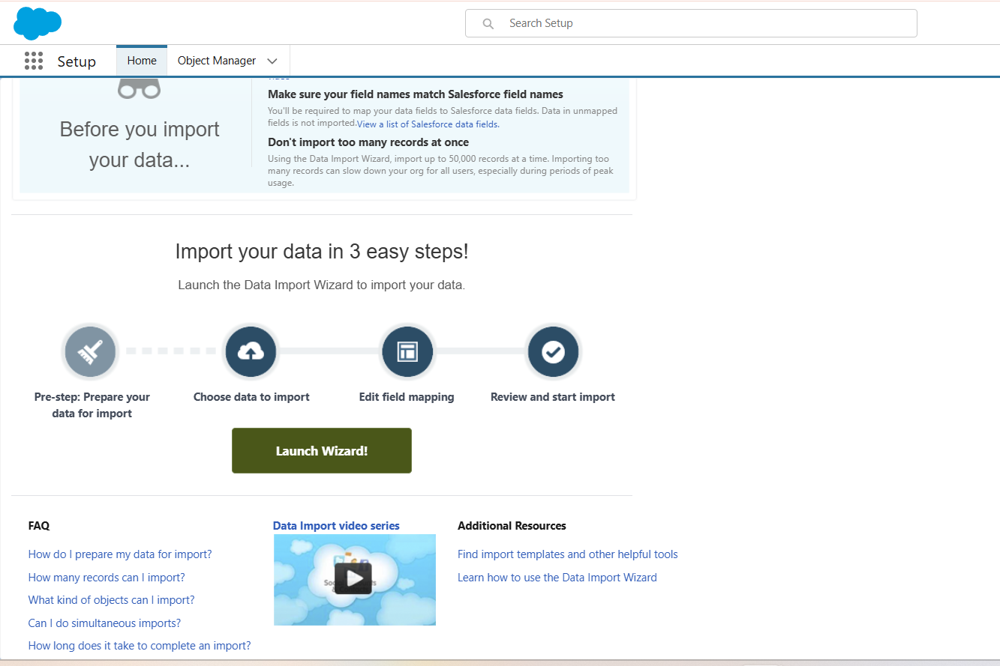 Search Setup
Setup
Home
Object Manager
Before you import
your data...
Make sure your field names match Salesforce field names
You'll be required to map your data fields to Salesforce data fields. Data in unmapped
fields is not imported.View a list of Salesforce data fields.
Don't import too many records at once
Using the Data Import Wizard, import up to 50,000 records at a time. Importing too
many records can slow down your org for all users, especially during periods of peak
usage.
Import your data in 3 easy steps!
Launch the Data Import Wizard to import your data.
Pre-step: Prepare your
data for import
Choose data to import
Edit field mapping
Review and start import
Launch Wizard!
FAQ
How do I prepare my data for import?
How many records can I import?
What kind of objects can I import?
Can I do simultaneous imports?
How long does it take to complete an import?
Data Import video series
Additional Resources
Find import templates and other helpful tools
Learn how to use the Data Import Wizard